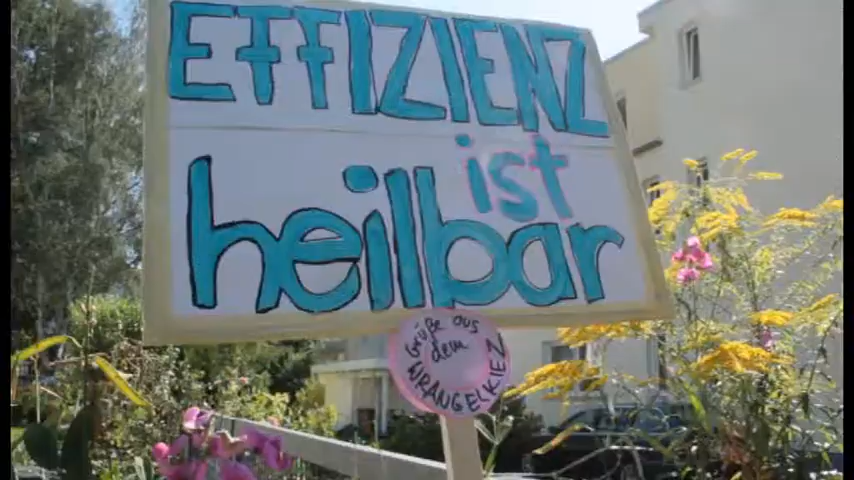 EFFIZIENZ
ist
heilbar
Grüße aus
dem
WRANGELKIEZ